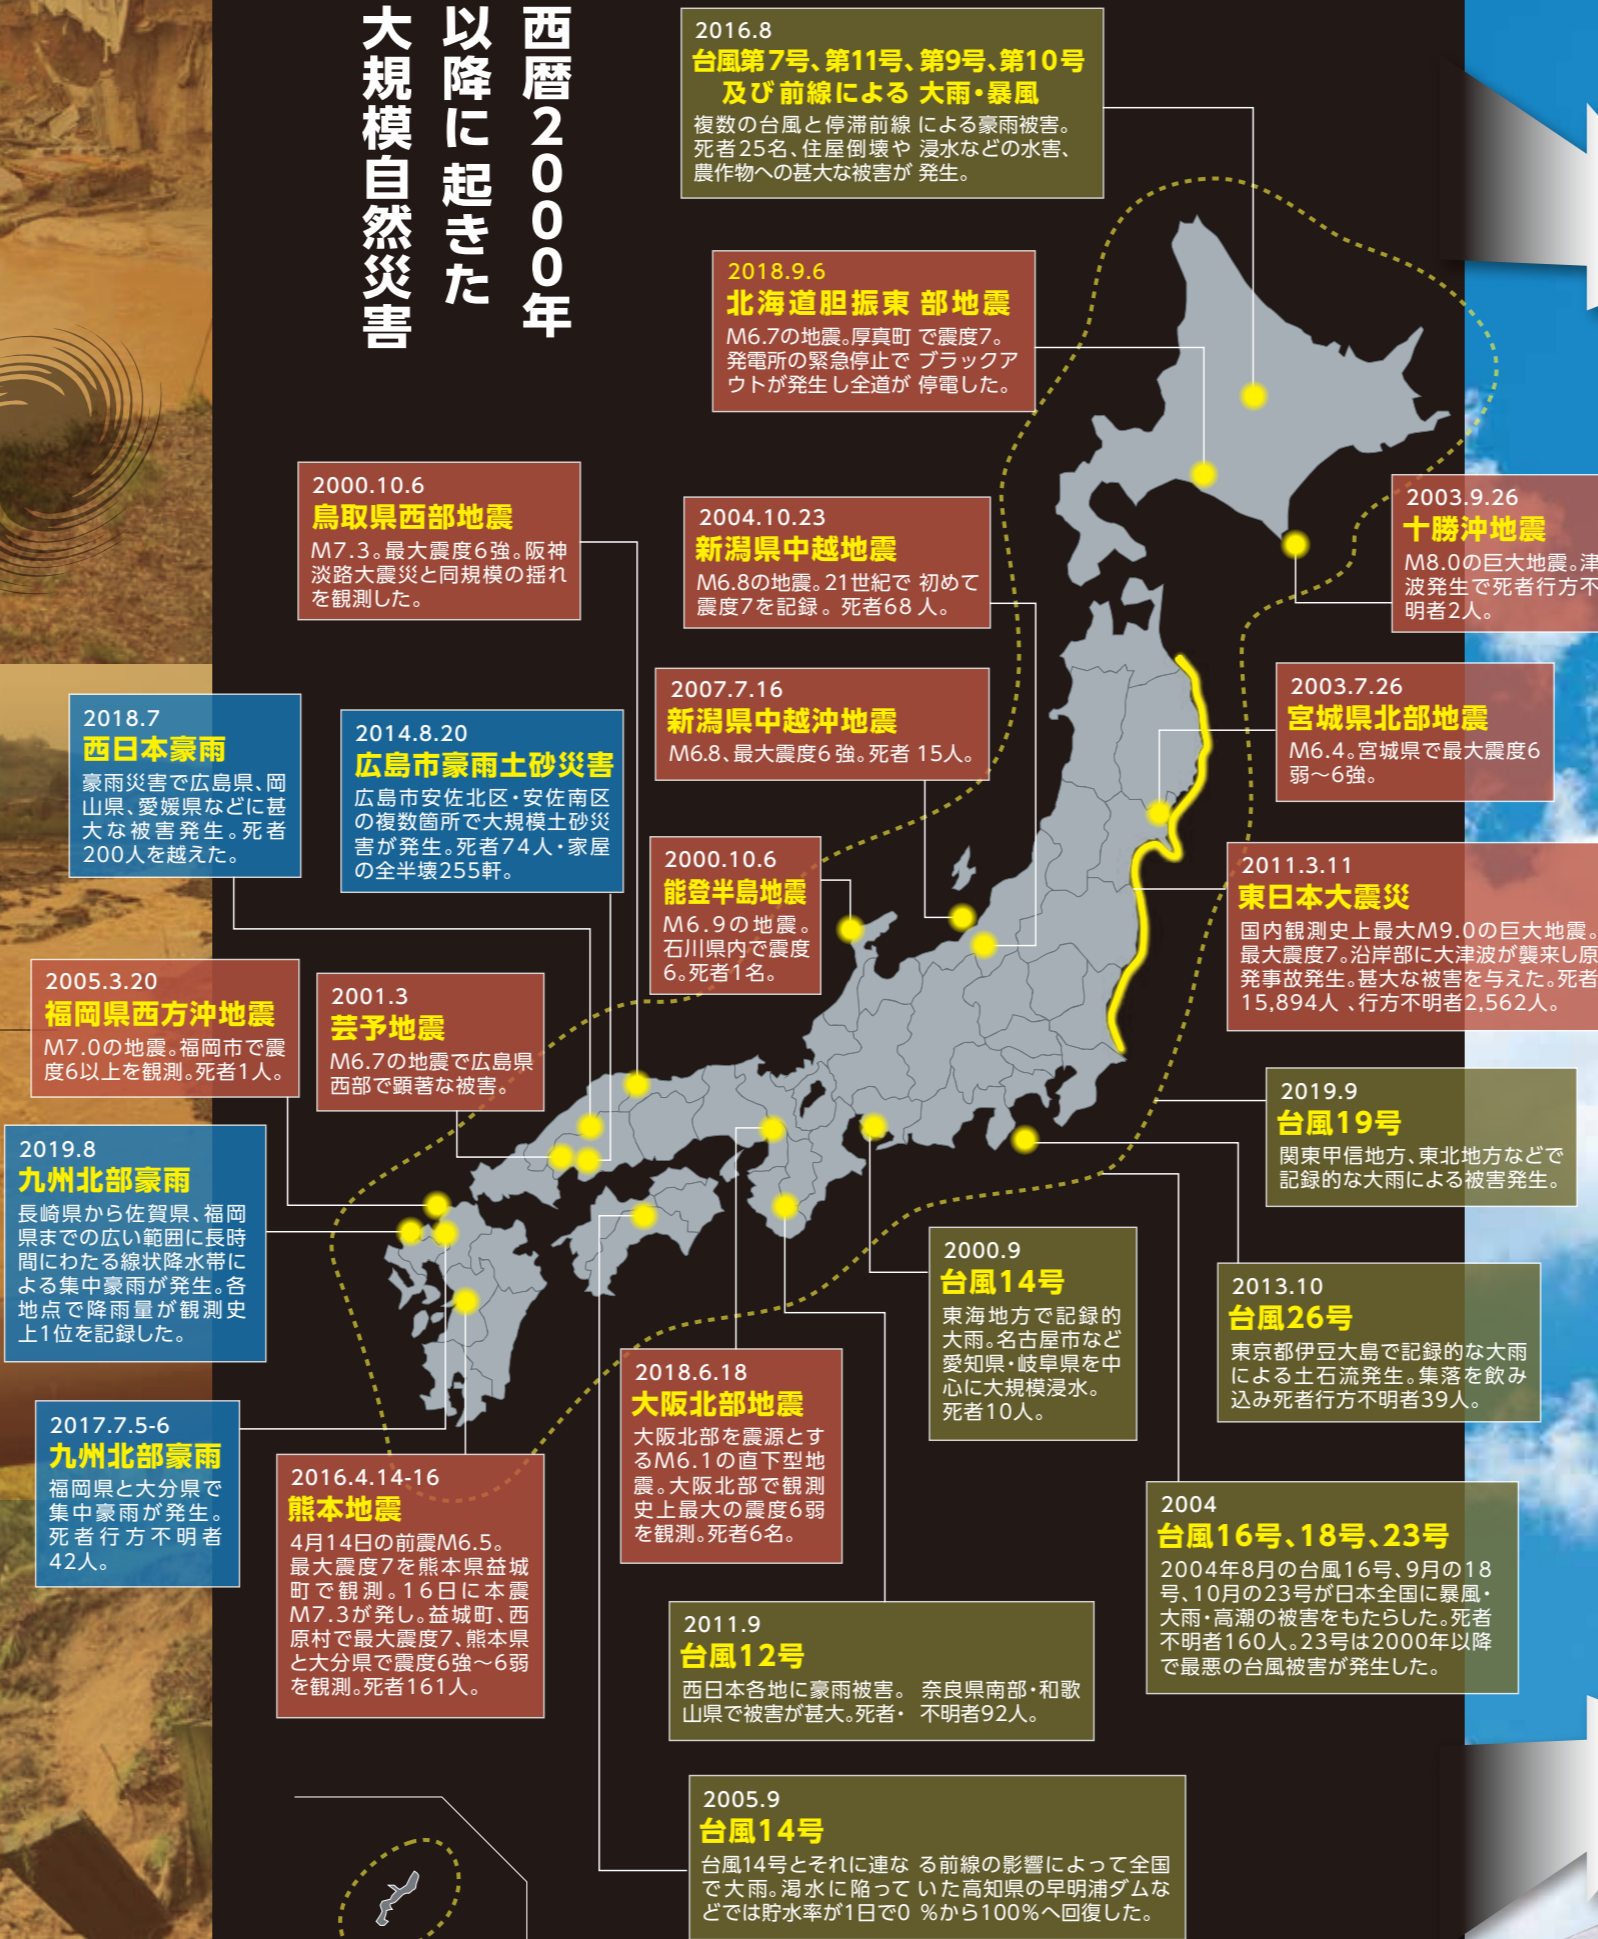 西暦2000年
以降に起きた
大規模自然災害
2016.8
台風第7号、第11号、第9号、第10号
及び前線による 大雨・暴風
複数の台風と停滞前線 による豪雨被害。
死者25名、住屋倒壊や 浸水などの水害、
農作物への甚大な被害が 発生。
2018.9.6
北海道胆振東 部地震
M6.7の地震。厚真町 で震度7。
発電所の緊急停止で ブラックア
ウトが発生し全道が 停電した。
2000.10.6
鳥取県西部地震
M7.3。最大震度6強。阪神
淡路大震災と同規模の揺れ
を観測した。
2004.10.23
新潟県中越地震
M6.8の地震。21世紀で 初めて
震度7を記録 。 死者68 人。
2003.9.26
十勝沖地震
M8.0の巨大地震。津
波発生で死者行方不
明者2人。
2007.7.16
新潟県中越沖地震
M6.8、最大震度6 強。死者 15人。
2003.7.26
宮城県北部地震
M6.4。宮城県で最大震度6
弱〜6強。
2018.7
西日本豪雨
豪雨災害で広島県、岡
山県、愛媛県などに甚
大な被害発生。死者
200人を越えた。
2014.8.20
広島市豪雨土砂災害
広島市安佐北区・安佐南区
の複数箇所で大規模土砂災
害が発生。死者74人・家屋
の全半壊255軒。
2000.10.6
能登半島地震
M6.9の地震。
石川県内で震度
6。死者1名。
2011.3.11
東日本大震災
国内観測史上最大M9.0の巨大地震。
最大震度7。沿岸部に大津波が襲来し原
発事故発生。甚大な被害を与えた。死者
15,894人 、行方不明者2,562人。
2005.3.20
福岡県西方沖地震
M7.0の地震。福岡市で震
度6以上を観測。死者1人。
2001.3
芸予地震
M6.7の地震で広島県
西部で顕著な被害。
2019.9
台風19号
関東甲信地方、東北地方などで
記録的な大雨による被害発生。
2019.8
九州北部豪雨
長崎県から佐賀県、福岡
県までの広い範囲に長時
間にわたる線状降水帯に
よる集中豪雨が発生。各
地点で降雨量が観測史
上1位を記録した。
2000.9
台風14号
東海地方で記録的
大雨。名古屋市など
愛知県・岐阜県を中
心に大規模浸水。
死者10人。
2013.10
台風26号
東京都伊豆大島で記録的な大雨
による土石流発生。集落を飲み
込み死者行方不明者39人。
2018.6.18
大阪北部地震
大阪北部を震源とす
るM6.1の直下型地
震。大阪北部で観測
史上最大の震度6弱
を観測。死者6名。
2017.7.5-6
九州北部豪雨
福岡県と大分県で
集中豪雨が発生。
死者行方不明者
42人。
2016.4.14-16
熊本地震
4月14日の前震M6.5。
最大震度7を熊本県益城
町で観測。16日に本震
M7.3が発し。益城町、西
原村で最大震度7、熊本県
と大分県で震度6強〜6弱
を観測。死者161人。
2004
台風16号、18号、23号
2004年8月の台風16号、9月の18
号、10月の23号が日本全国に暴風・
大雨・高潮の被害をもたらした。死者
不明者160人。23号は2000年以降
で最悪の台風被害が発生した。
2011.9
台風12号
西日本各地に豪雨被害。 奈良県南部・和歌
山県で被害が甚大。死者・ 不明者92人。
2005.9
台風14号
台風14号とそれに連な る前線の影響によって全国
で大雨。渇水に陥って いた高知県の早明浦ダムな
どでは貯水率が1日で0 %から100%へ回復した。